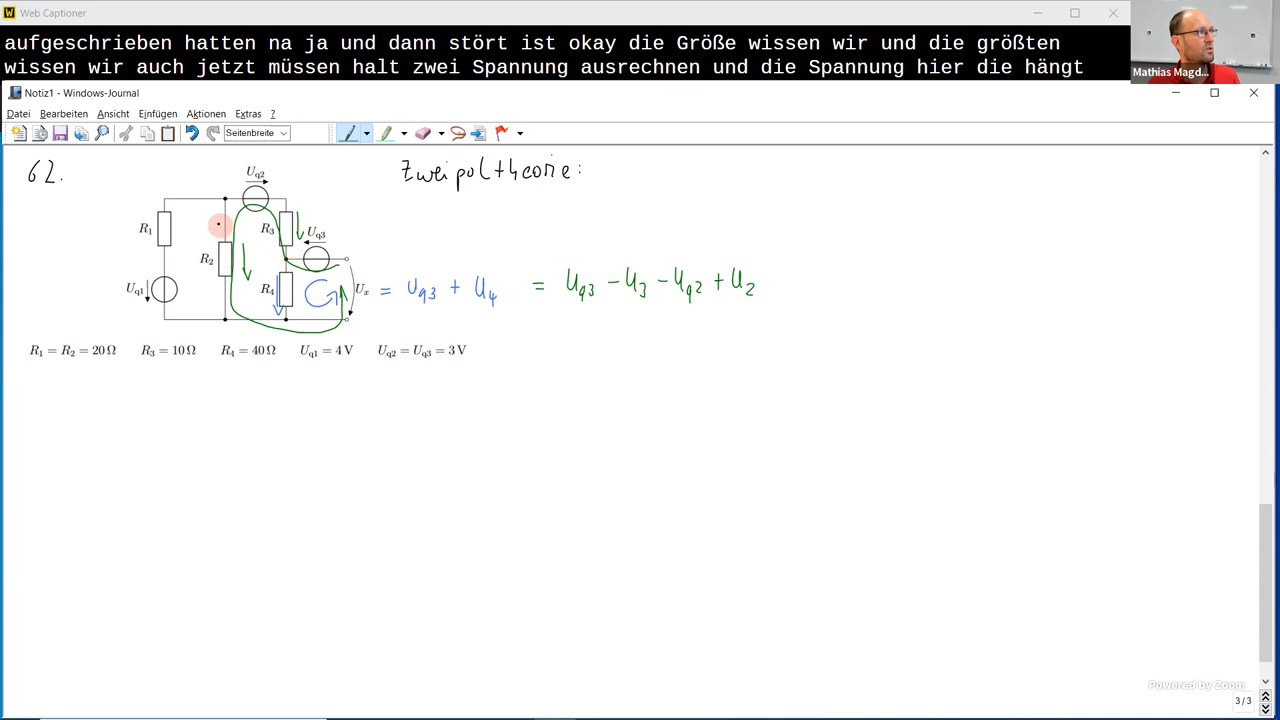 Web Captioner
aufgeschrieben hatten na ja und dann stört ist okay die Größe wissen wir und die größten
wissen wir auch jetzt müssen halt zwei Spannung ausrechnen und die Spannung hier die hängt
Mathias Magd...
Notiz1 - Windows-Journal
Datei Bearbeiten Ansicht Einfügen Aktionen Extras ?
Seitenbreite
62. Zweipoltheorie:
Uq2
R1 R3 Uq3
R2
Uq1 R4 Ux = Uq3 + U4 = Uq3 - U3 - Uq2 + U2
R1 = R2 = 20 Ω R3 = 10 Ω R4 = 40 Ω Uq1 = 4 V Uq2 = Uq3 = 3 V
Powered by Zoom
3 / 3